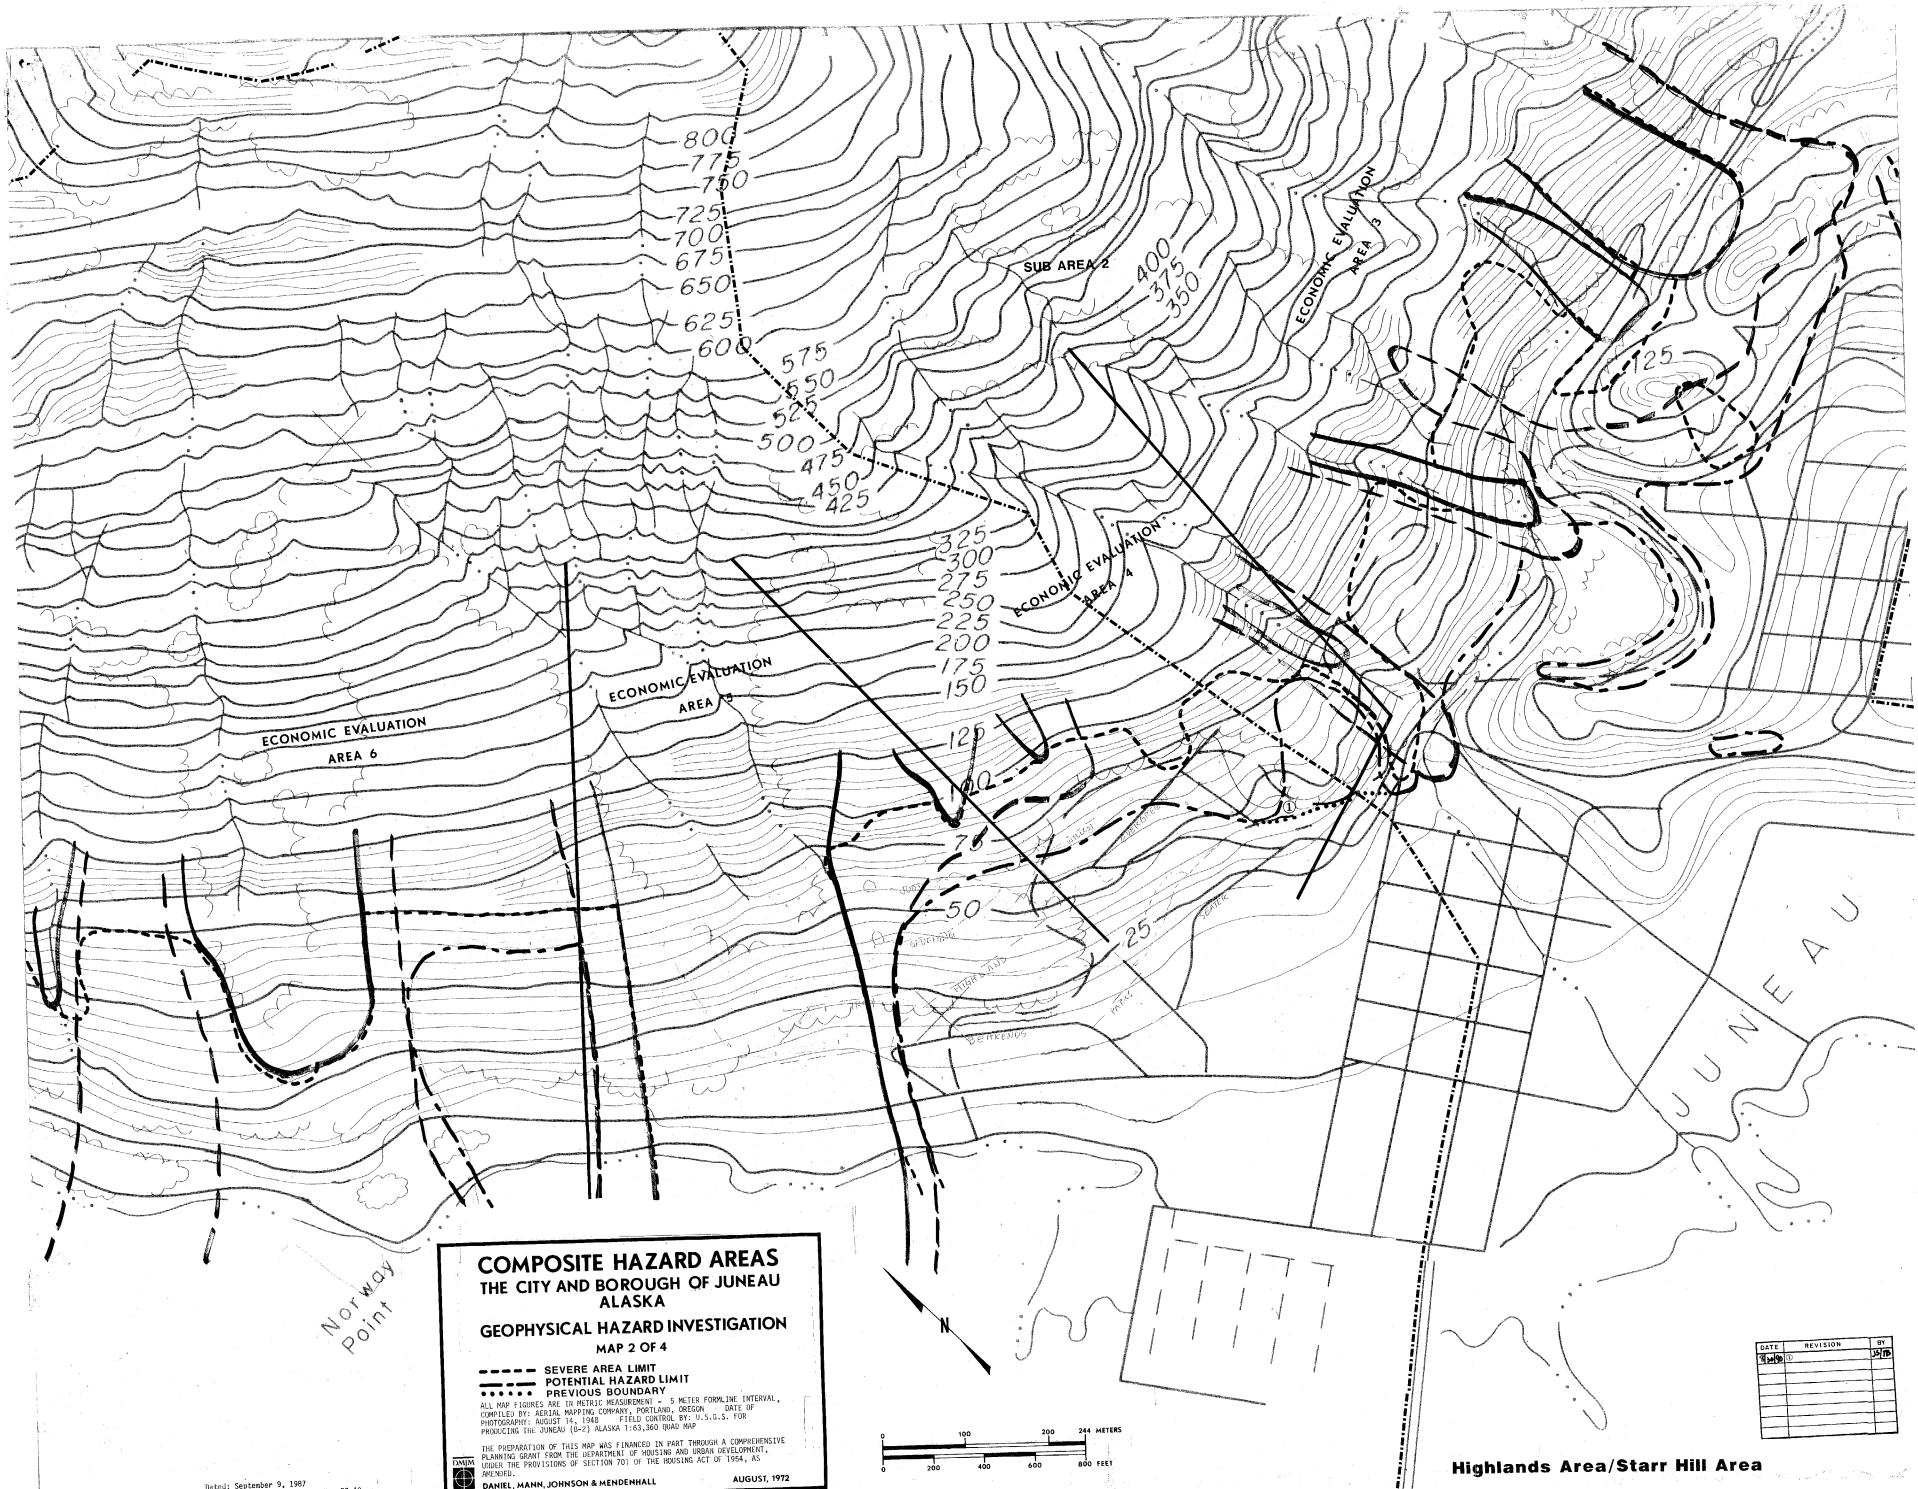 800
775
750
725
700
675
650
625
600
575
550
525
500
475
450
425
400
375
350
325
300
275
250
225
200
175
150
125
75
50
25
125
SUB AREA 2
ECONOMIC EVALUATION
AREA 3
ECONOMIC EVALUATION
AREA 4
ECONOMIC EVALUATION
AREA 5
ECONOMIC EVALUATION
AREA 6
①
HIGHLAND
BEHRENDS
JUNEAU
Norway
Point
COMPOSITE HAZARD AREAS
THE CITY AND BOROUGH OF JUNEAU
ALASKA
GEOPHYSICAL HAZARD INVESTIGATION
MAP 2 OF 4
SEVERE AREA LIMIT
POTENTIAL HAZARD LIMIT
PREVIOUS BOUNDARY
ALL MAP FIGURES ARE IN METRIC MEASUREMENT - 5 METER FORMLINE INTERVAL,
COMPILED BY: AERIAL MAPPING COMPANY, PORTLAND, OREGON DATE OF
PHOTOGRAPHY: AUGUST 14, 1948 FIELD CONTROL BY: U.S.G.S. FOR
PRODUCING THE JUNEAU (B-2) ALASKA 1:63,360 QUAD MAP
THE PREPARATION OF THIS MAP WAS FINANCED IN PART THROUGH A COMPREHENSIVE
PLANNING GRANT FROM THE DEPARTMENT OF HOUSING AND URBAN DEVELOPMENT,
UNDER THE PROVISIONS OF SECTION 701 OF THE HOUSING ACT OF 1954, AS
AMENDED.
DMJM
DANIEL, MANN, JOHNSON & MENDENHALL AUGUST, 1972
N
0 100 200 244 METERS
0 200 400 600 800 FEET
DATE REVISION BY
①
Highlands Area/Starr Hill Area
Dated: September 9, 1987